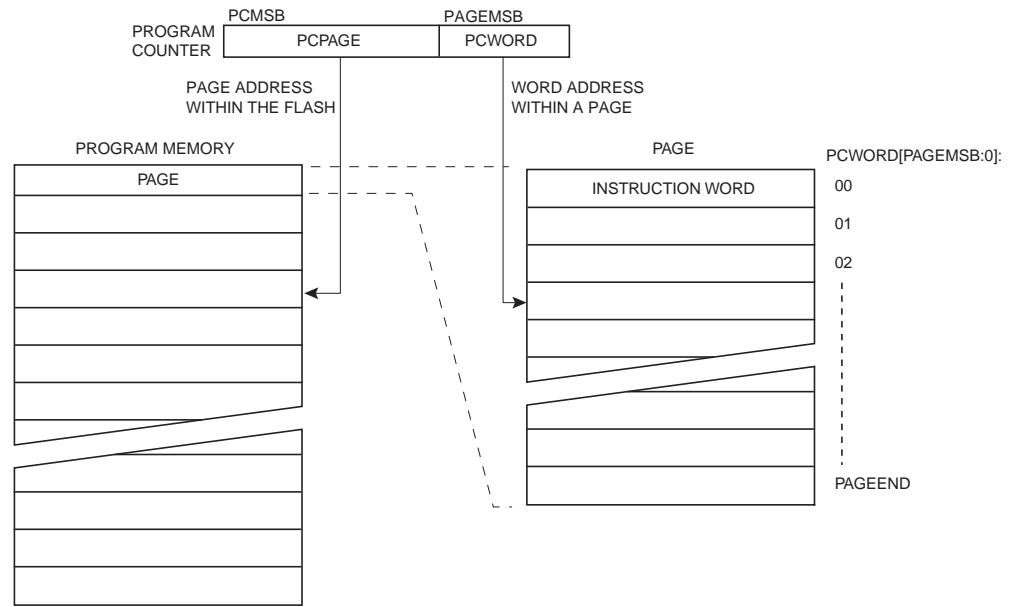 PCMSB
PAGEMSB
PROGRAM
COUNTER
PCPAGE
PCWORD
PAGE ADDRESS
WITHIN THE FLASH
WORD ADDRESS
WITHIN A PAGE
PROGRAM MEMORY
PAGE
PAGE
PCWORD[PAGEMSB:0]:
INSTRUCTION WORD
00
01
02
PAGEEND